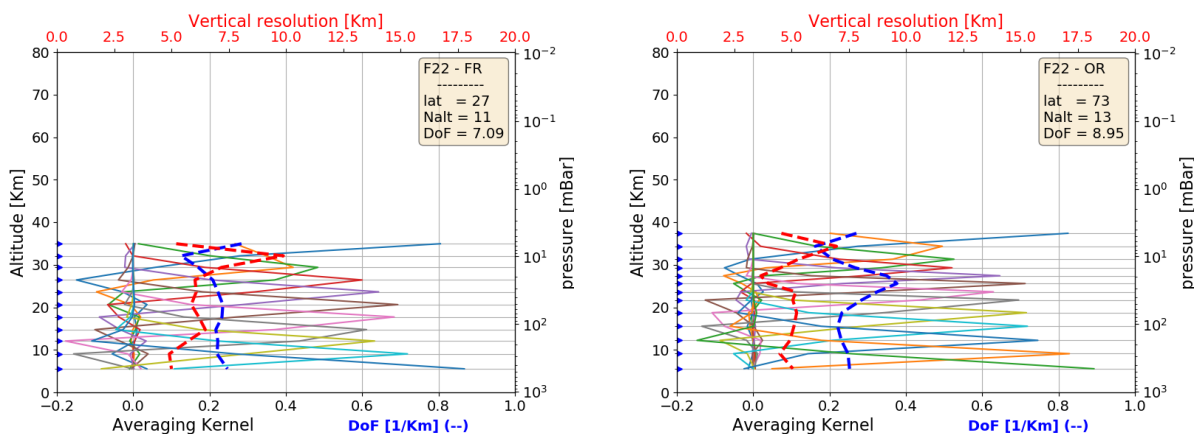 Vertical resolution [Km]
0.0 2.5 5.0 7.5 10.0 12.5 15.0 17.5 20.0
80
70
60
50
40
30
20
10
0
Altitude [Km]
F22 - FR
---------
lat = 27
Nalt = 11
DoF = 7.09
10⁻²
10⁻¹
10⁰
10¹
10²
10³
pressure [mBar]
−0.2 0.0 0.2 0.4 0.6 0.8 1.0
Averaging Kernel
DoF [1/Km] (--)
Vertical resolution [Km]
0.0 2.5 5.0 7.5 10.0 12.5 15.0 17.5 20.0
80
70
60
50
40
30
20
10
0
Altitude [Km]
F22 - OR
---------
lat = 73
Nalt = 13
DoF = 8.95
10⁻²
10⁻¹
10⁰
10¹
10²
10³
pressure [mBar]
−0.2 0.0 0.2 0.4 0.6 0.8 1.0
Averaging Kernel
DoF [1/Km] (--)